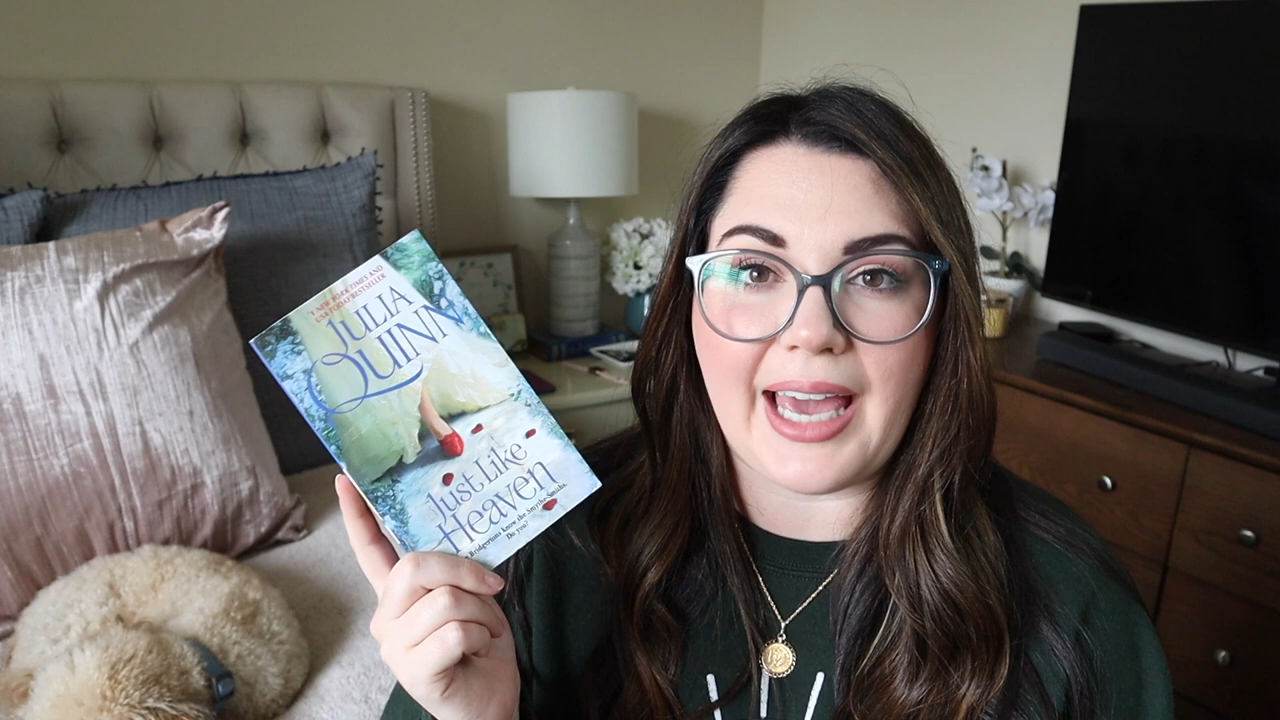 A NEW YORK TIMES AND
USA TODAY BESTSELLER
JULIA
QUINN
Just Like
Heaven
Bridgertons know the Smythe-Smiths.
Do you?